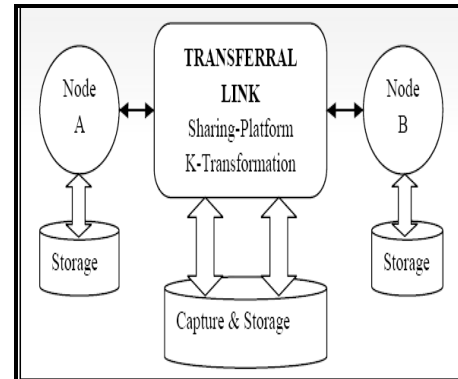 Node
A
TRANSFERRAL
LINK
Sharing-Platform
K-Transformation
Node
B
Storage
Capture & Storage
Storage